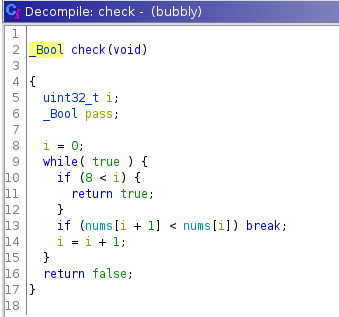 Decompile: check - (bubbly)
1
2 _Bool check(void)
3
4 {
5 uint32_t i;
6 _Bool pass;
7
8 i = 0;
9 while( true ) {
10 if (8 < i) {
11 return true;
12 }
13 if (nums[i + 1] < nums[i]) break;
14 i = i + 1;
15 }
16 return false;
17 }
18